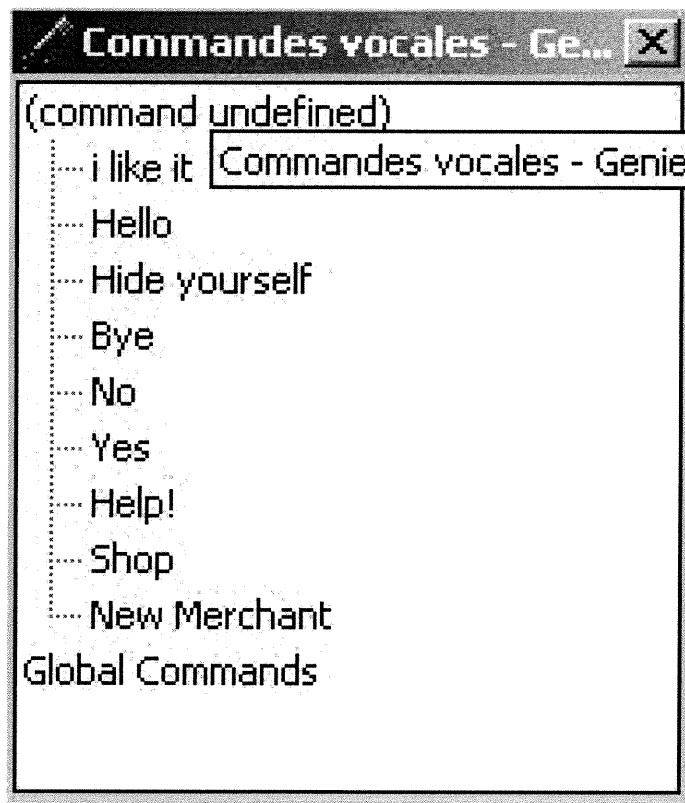 Commandes vocales - Ge...
(command undefined)
i like it
Commandes vocales - Genie
Hello
Hide yourself
Bye
No
Yes
Help!
Shop
New Merchant
Global Commands